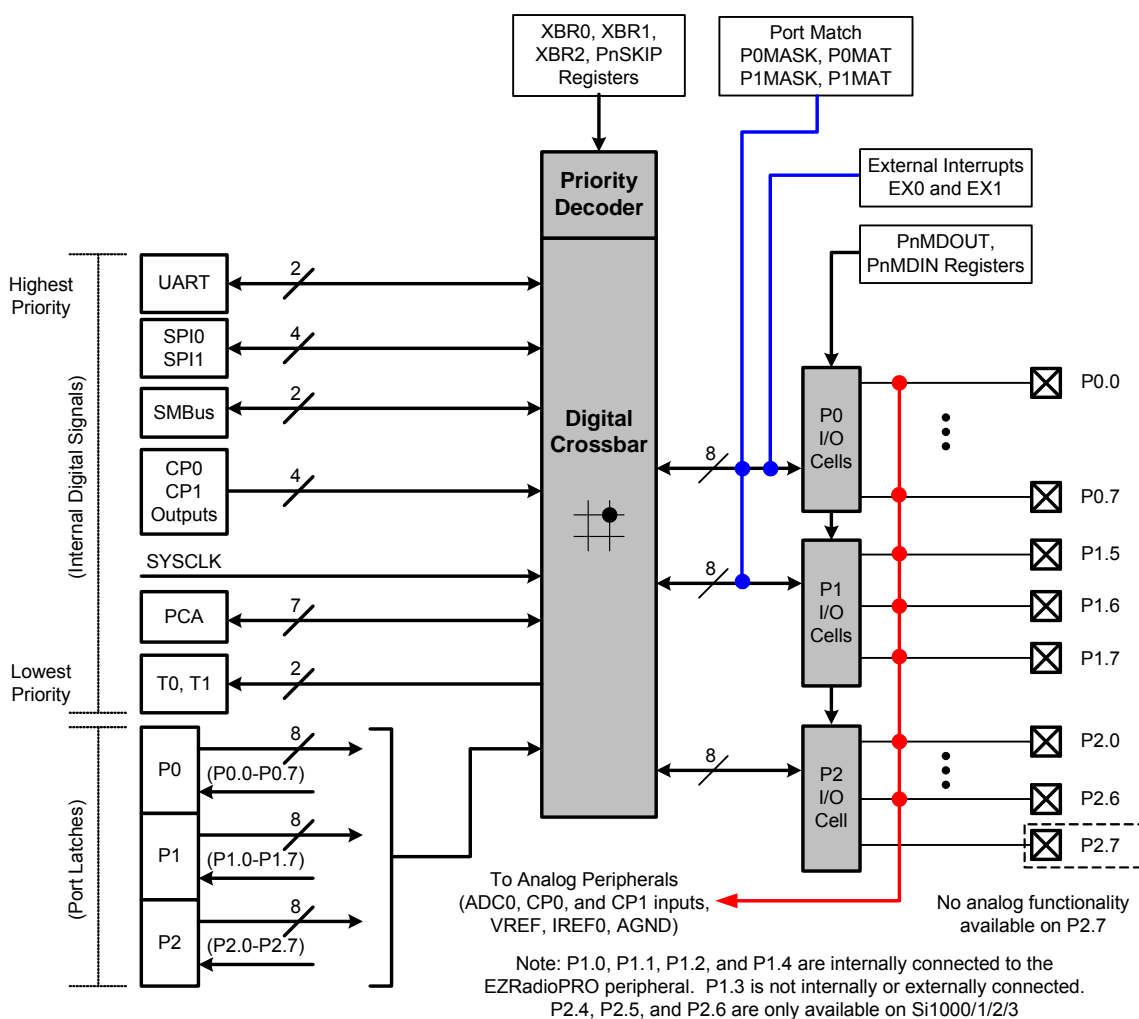 XBR0, XBR1,
XBR2, PnSKIP
Registers
Port Match
P0MASK, P0MAT
P1MASK, P1MAT
External Interrupts
EX0 and EX1
Priority
Decoder
PnMDOUT,
PnMDIN Registers
Highest
Priority
(Internal Digital Signals)
Lowest
Priority
UART
2
SPI0
SPI1
4
SMBus
2
CP0
CP1
Outputs
4
SYSCLK
PCA
7
T0, T1
2
Digital
Crossbar
8
8
8
P0
I/O
Cells
P1
I/O
Cells
P2
I/O
Cell
P0.0
P0.7
P1.5
P1.6
P1.7
P2.0
P2.6
P2.7
(Port Latches)
P0
8
(P0.0-P0.7)
P1
8
(P1.0-P1.7)
P2
8
(P2.0-P2.7)
To Analog Peripherals
(ADC0, CP0, and CP1 inputs,
VREF, IREF0, AGND)
No analog functionality
available on P2.7
Note: P1.0, P1.1, P1.2, and P1.4 are internally connected to the
EZRadioPRO peripheral. P1.3 is not internally or externally connected.
P2.4, P2.5, and P2.6 are only available on Si1000/1/2/3